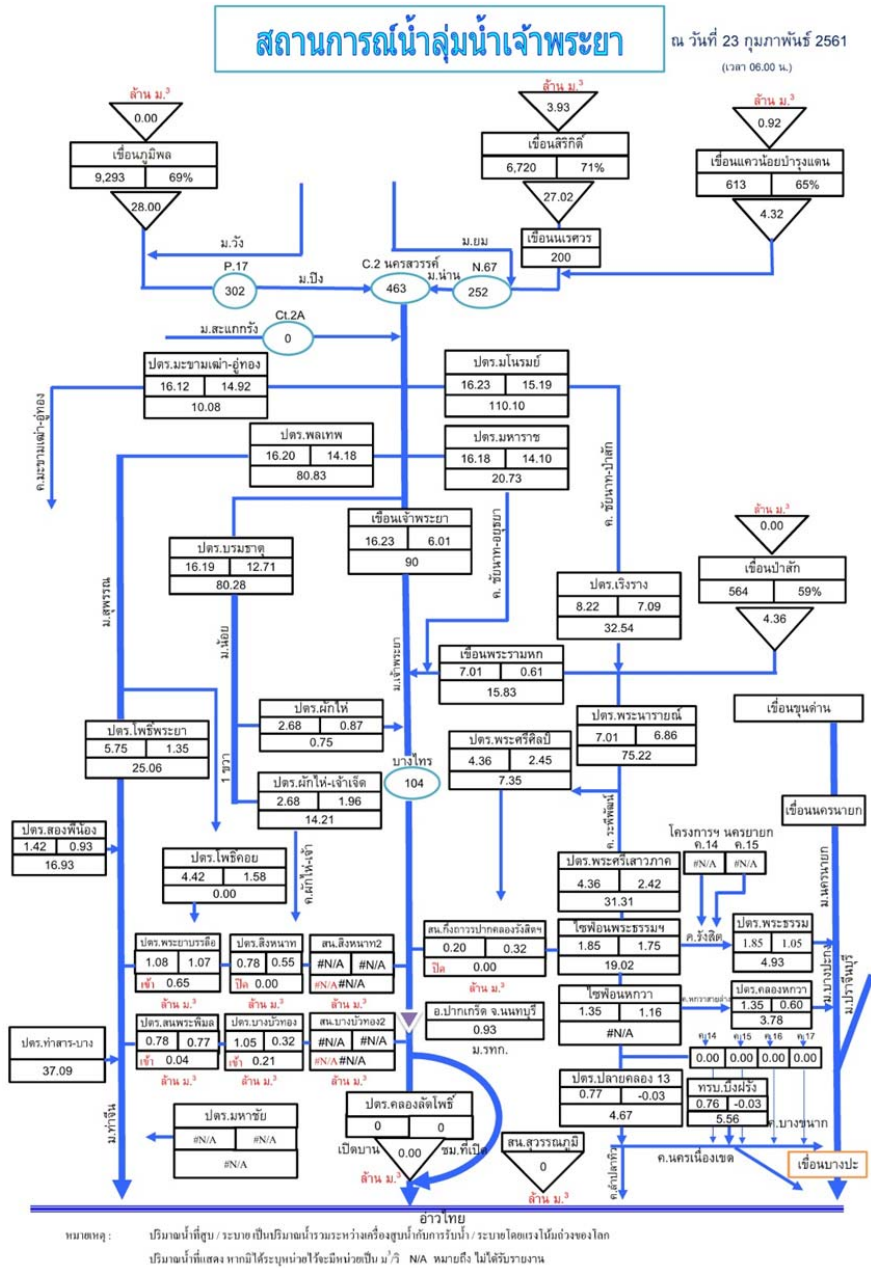 สถานการณ์น้ำลุ่มน้ำเจ้าพระยา
ณ วันที่ 23 กุมภาพันธ์ 2561
(เวลา 06.00 น.)
ล้าน ม.³
0.00
เขื่อนภูมิพล
9,293 69%
28.00
ล้าน ม.³
3.93
เขื่อนสิริกิติ์
6,720 71%
27.02
เขื่อนนเรศวร
200
ล้าน ม.³
0.92
เขื่อนแควน้อยบำรุงแดน
613 65%
4.32
ม.วัง
ม.ยม
P.17
302
ม.ปิง
C.2 นครสวรรค์
463
ม.น่าน
N.67
252
ม.สะแกกรัง
Ct.2A
0
ปตร.มะขามเฒ่า-อู่ทอง
16.12 14.92
10.08
ปตร.มโนรมย์
16.23 15.19
110.10
ค.มะขามเฒ่า-อู่ทอง
ปตร.พลเทพ
16.20 14.18
80.83
ปตร.มหาราช
16.18 14.10
20.73
ค. ชัยนาท-ป่าสัก
ค. ชัยนาท-อยุธยา
ปตร.บรมธาตุ
16.19 12.71
80.28
เขื่อนเจ้าพระยา
16.23 6.01
90
ล้าน ม.³
0.00
เขื่อนป่าสัก
564 59%
4.36
ปตร.เริงราง
8.22 7.09
32.54
ม.สุพรรณ
ม.น้อย
ม.เจ้าพระยา
เขื่อนพระรามหก
7.01 0.61
15.83
ปตร.โพธิ์พระยา
5.75 1.35
25.06
1 ขวา
ปตร.ผักไห่
2.68 0.87
0.75
บางไทร
104
ปตร.พระศรีศิลป์
4.36 2.45
7.35
ปตร.พระนารายณ์
7.01 6.86
75.22
เขื่อนขุนด่าน
ปตร.ผักไห่-เจ้าเจ็ด
2.68 1.96
14.21
ค. ระพีพัฒน์
เขื่อนนครนายก
ปตร.สองพี่น้อง
1.42 0.93
16.93
ปตร.โพธิ์คอย
4.42 1.58
0.00
ค.ผักไห่-เจ้า
ปตร.พระศรีเสาวภาค
4.36 2.42
31.31
โครงการฯ นครยายก
ค.14 ค.15
#N/A #N/A
ม.นครนายก
ปตร.พระยาบรรลือ
1.08 1.07
เข้า 0.65
ล้าน ม.³
ปตร.สิงหนาท
0.78 0.55
ปิด 0.00
ล้าน ม.³
สน.สิงหนาท2
#N/A #N/A
#N/A #N/A
ล้าน ม.³
สน.กึ่งถาวรปากคลองรังสิตฯ
0.20 0.32
ปิด 0.00
ล้าน ม.³
ไซฟ่อนพระธรรมฯ
1.85 1.75
19.02
ค.รังสิต
ปตร.พระธรรม
1.85 1.05
4.93
ม.บางปะกง
ม.ปราจีนบุรี
ปตร.ท่าสาร-บาง
37.09
ปตร.สนพระพิมล
0.78 0.77
เข้า 0.04
ล้าน ม.³
ปตร.บางบัวทอง
1.05 0.32
เข้า 0.21
ล้าน ม.³
สน.บางบัวทอง2
#N/A #N/A
#N/A #N/A
ล้าน ม.³
อ.ปากเกร็ด จ.นนทบุรี
0.93
ม.รทก.
ไซฟ่อนหกวา
1.35 1.16
#N/A
ค.หกวาสายล่าง
ปตร.คลองหกวา
1.35 0.60
3.78
ค.14 ค.15 ค.16 ค.17
0.00 0.00 0.00 0.00
ม.ท่าจีน
ปตร.มหาชัย
#N/A #N/A
#N/A
ปตร.คลองลัดโพธิ์
0 0
เปิดบาน 0.00 ชม.ที่เปิด
ล้าน ม.³
สน.สุวรรณภูมิ
0
ล้าน ม.³
ปตร.ปลายคลอง 13
0.77 -0.03
4.67
ทรบ.บึงฝรั่ง
0.76 -0.03
5.56
ค.บางขนาก
ค.ลำปลาทิว
ค.นครเนื่องเขต
เขื่อนบางปะ
อ่าวไทย
หมายเหตุ : ปริมาณน้ำที่สูบ / ระบาย เป็นปริมาณน้ำรวมระหว่างเครื่องสูบน้ำกับการรับน้ำ / ระบายโดยแรงโน้มถ่วงของโลก
ปริมาณน้ำที่แสดง หากมิได้ระบุหน่วยไว้จะมีหน่วยเป็น ม³/วิ N/A หมายถึง ไม่ได้รับรายงาน